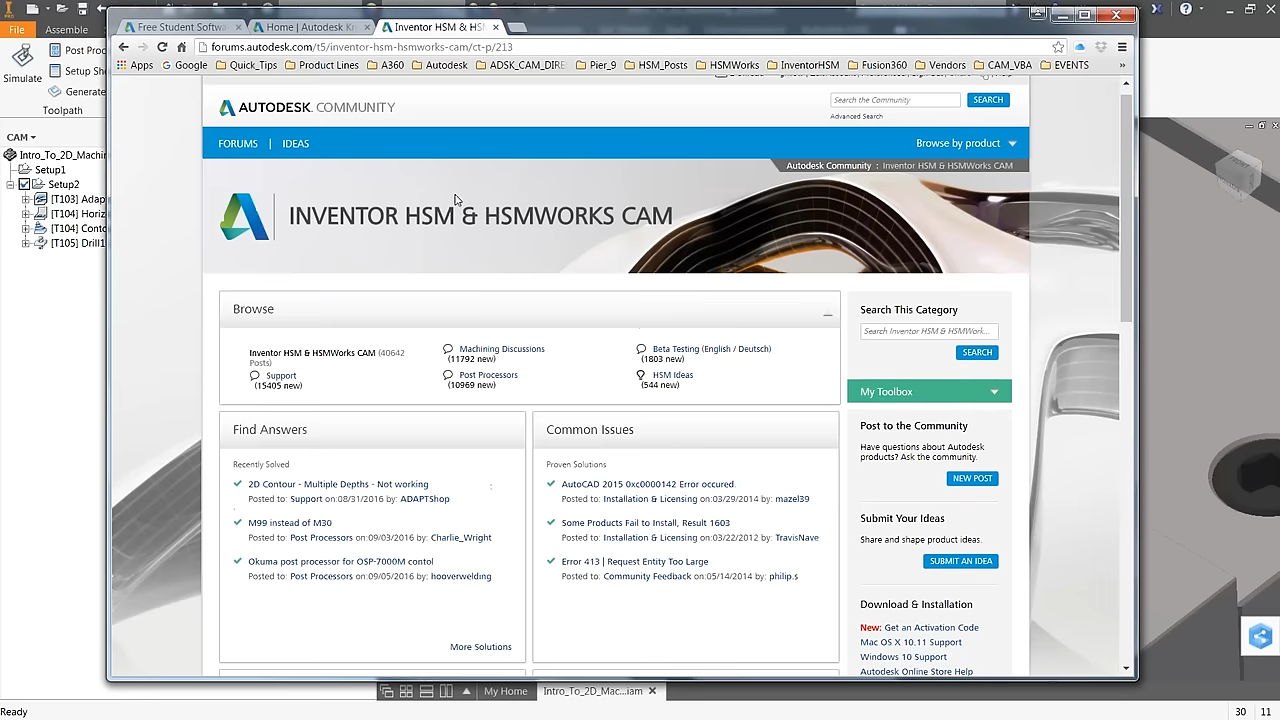 Free Student Softwa
Home | Autodesk Kn
Inventor HSM & HSM
forums.autodesk.com/t5/inventor-hsm-hsmworks-cam/ct-p/213
Apps
Google
Quick_Tips
Product Lines
A360
Autodesk
ADSK_CAM_DIRE
Pier_9
HSM_Posts
HSMWorks
InventorHSM
Fusion360
Vendors
CAM_VBA
EVENTS
»
File
Assemble
Post Proc
Simulate
Setup She
Generate
Toolpath
CAM
Intro_To_2D_Machin
Setup1
Setup2
[T103] Adap
[T104] Horiz
[T104] Conto
[T105] Drill1
AUTODESK COMMUNITY
Search the Community
SEARCH
Advanced Search
FORUMS | IDEAS
Browse by product
Autodesk Community : Inventor HSM & HSMWorks CAM
INVENTOR HSM & HSMWORKS CAM
Browse
Inventor HSM & HSMWorks CAM (40642 Posts)
Support
(15405 new)
Machining Discussions
(11792 new)
Post Processors
(10969 new)
Beta Testing (English / Deutsch)
(1803 new)
HSM Ideas
(544 new)
Find Answers
Recently Solved
2D Contour - Multiple Depths - Not working
Posted to: Support on:08/31/2016 by: ADAPTShop
M99 instead of M30
Posted to: Post Processors on:09/03/2016 by: Charlie_Wright
Okuma post processor for OSP-7000M contol
Posted to: Post Processors on:09/05/2016 by: hooverwelding
More Solutions
Common Issues
Proven Solutions
AutoCAD 2015 0xc0000142 Error occured
Posted to: Installation & Licensing on:03/29/2014 by: mazel39
Some Products Fail to Install, Result 1603
Posted to: Installation & Licensing on:03/22/2012 by: TravisNave
Error 413 | Request Entity Too Large
Posted to: Community Feedback on:05/14/2014 by: philip.s
Search This Category
Search Inventor HSM & HSMWork...
SEARCH
My Toolbox
Post to the Community
Have questions about Autodesk
products? Ask the community.
NEW POST
Submit Your Ideas
Share and shape product ideas.
SUBMIT AN IDEA
Download & Installation
New: Get an Activation Code
Mac OS X 10.11 Support
Windows 10 Support
Autodesk Online Store Help
My Home
Intro_To_2D_Mac...iam
Ready
30
11